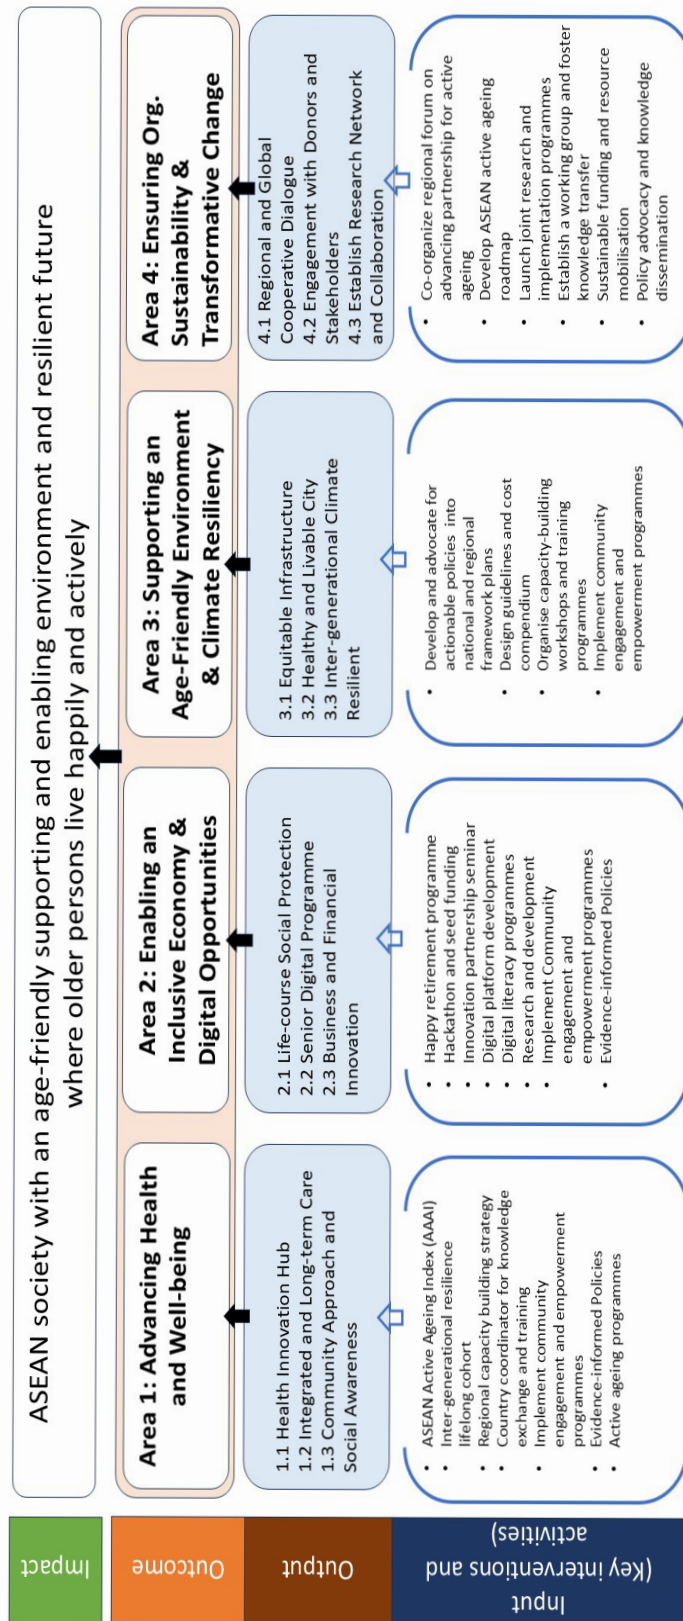 Impact
ASEAN society with an age-friendly supporting and enabling environment and resilient future
where older persons live happily and actively
Outcome
Area 1: Advancing Health
and Well-being
Area 2: Enabling an
Inclusive Economy &
Digital Opportunities
Area 3: Supporting an
Age-Friendly Environment
& Climate Resiliency
Area 4: Ensuring Org.
Sustainability &
Transformative Change
Output
1.1 Health Innovation Hub
1.2 Integrated and Long-term Care
1.3 Community Approach and
Social Awareness
2.1 Life-course Social Protection
2.2 Senior Digital Programme
2.3 Business and Financial
Innovation
3.1 Equitable Infrastructure
3.2 Healthy and Livable City
3.3 Inter-generational Climate
Resilient
4.1 Regional and Global
Cooperative Dialogue
4.2 Engagement with Donors and
Stakeholders
4.3 Establish Research Network
and Collaboration
Input
(Key interventions and
activities)
• ASEAN Active Ageing Index (AAAI)
• Inter-generational resilience
lifelong cohort
• Regional capacity building strategy
• Country coordinator for knowledge
exchange and training
• Implement community
engagement and empowerment
programmes
• Evidence-informed Policies
• Active ageing programmes
• Happy retirement programme
• Hackathon and seed funding
• Innovation partnership seminar
• Digital platform development
• Digital literacy programmes
• Research and development
• Implement Community
engagement and
empowerment programmes
• Evidence-informed Policies
• Develop and advocate for
actionable policies into
national and regional
framework plans
• Design guidelines and cost
compendium
• Organise capacity-building
workshops and training
programmes
• Implement community
engagement and
empowerment programmes
• Co-organize regional forum on
advancing partnership for active
ageing
• Develop ASEAN active ageing
roadmap
• Launch joint research and
implementation programmes
• Establish a working group and foster
knowledge transfer
• Sustainable funding and resource
mobilisation
• Policy advocacy and knowledge
dissemination